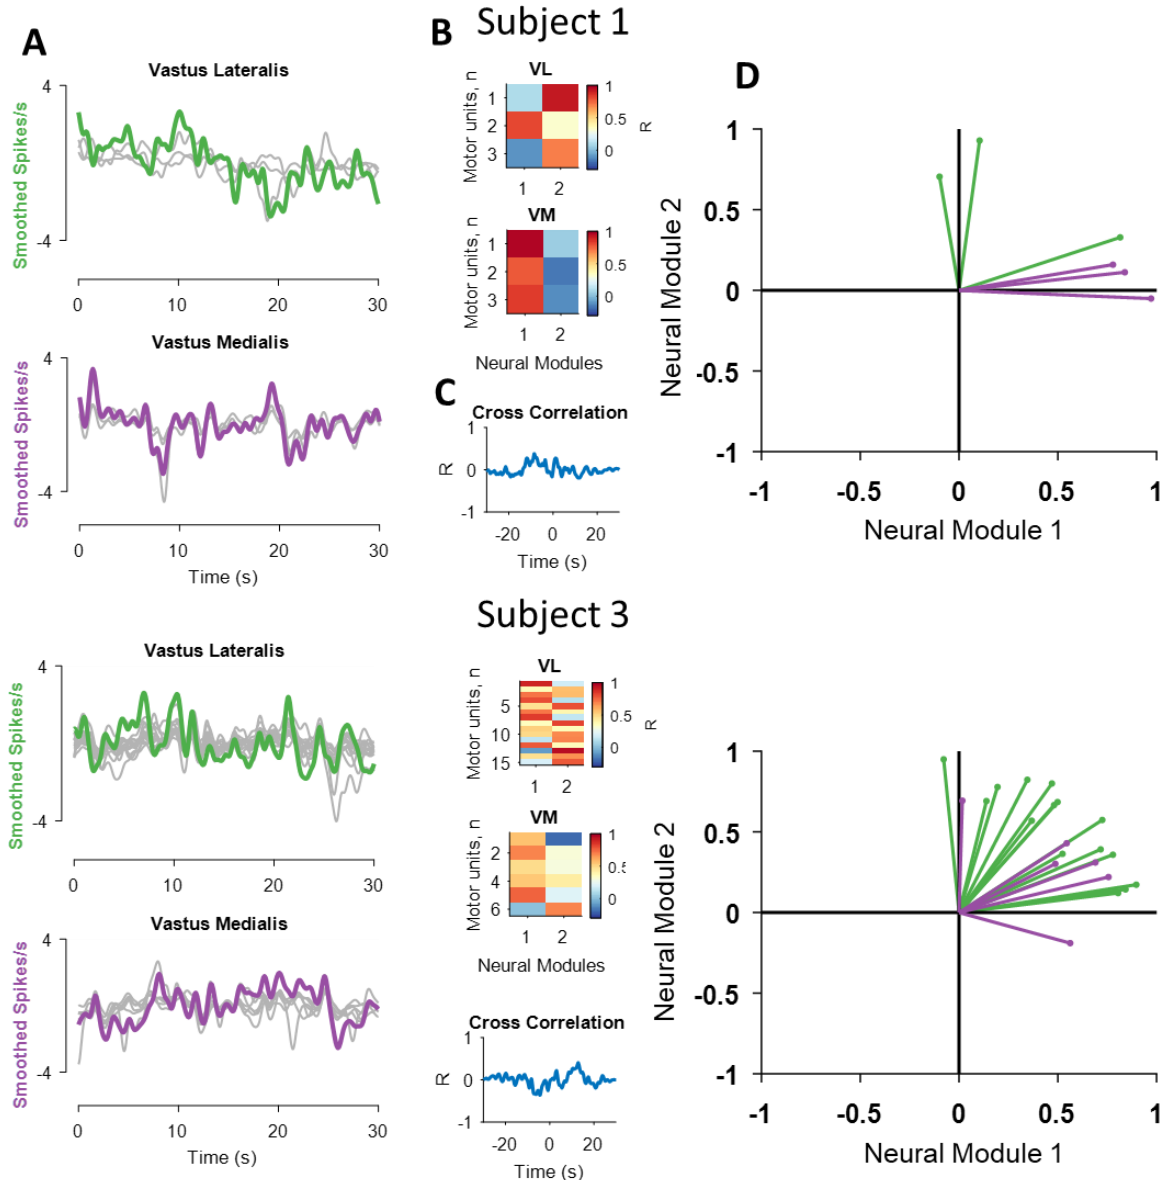 Subject 1
A
B
D
Vastus Lateralis
4
-4
Smoothed Spikes/s
0 10 20 30
Vastus Medialis
4
-4
Smoothed Spikes/s
0 10 20 30
Time (s)
VL
Motor units, n
1
2
3
1 2
1
0.5
0
R
VM
Motor units, n
1
2
3
1 2
1
0.5
0
Neural Modules
C
Cross Correlation
1
0
-1
R
-20 0 20
Time (s)
1
0.5
0
-0.5
-1
Neural Module 2
-1 -0.5 0 0.5 1
Neural Module 1
Subject 3
Vastus Lateralis
4
-4
Smoothed Spikes/s
0 10 20 30
Vastus Medialis
4
-4
Smoothed Spikes/s
0 10 20 30
Time (s)
VL
Motor units, n
5
10
15
1 2
1
0.5
0
R
VM
Motor units, n
2
4
6
1 2
1
0
Neural Modules
Cross Correlation
1
0
-1
R
-20 0 20
Time (s)
1
0.5
0
-0.5
-1
Neural Module 2
-1 -0.5 0 0.5 1
Neural Module 1